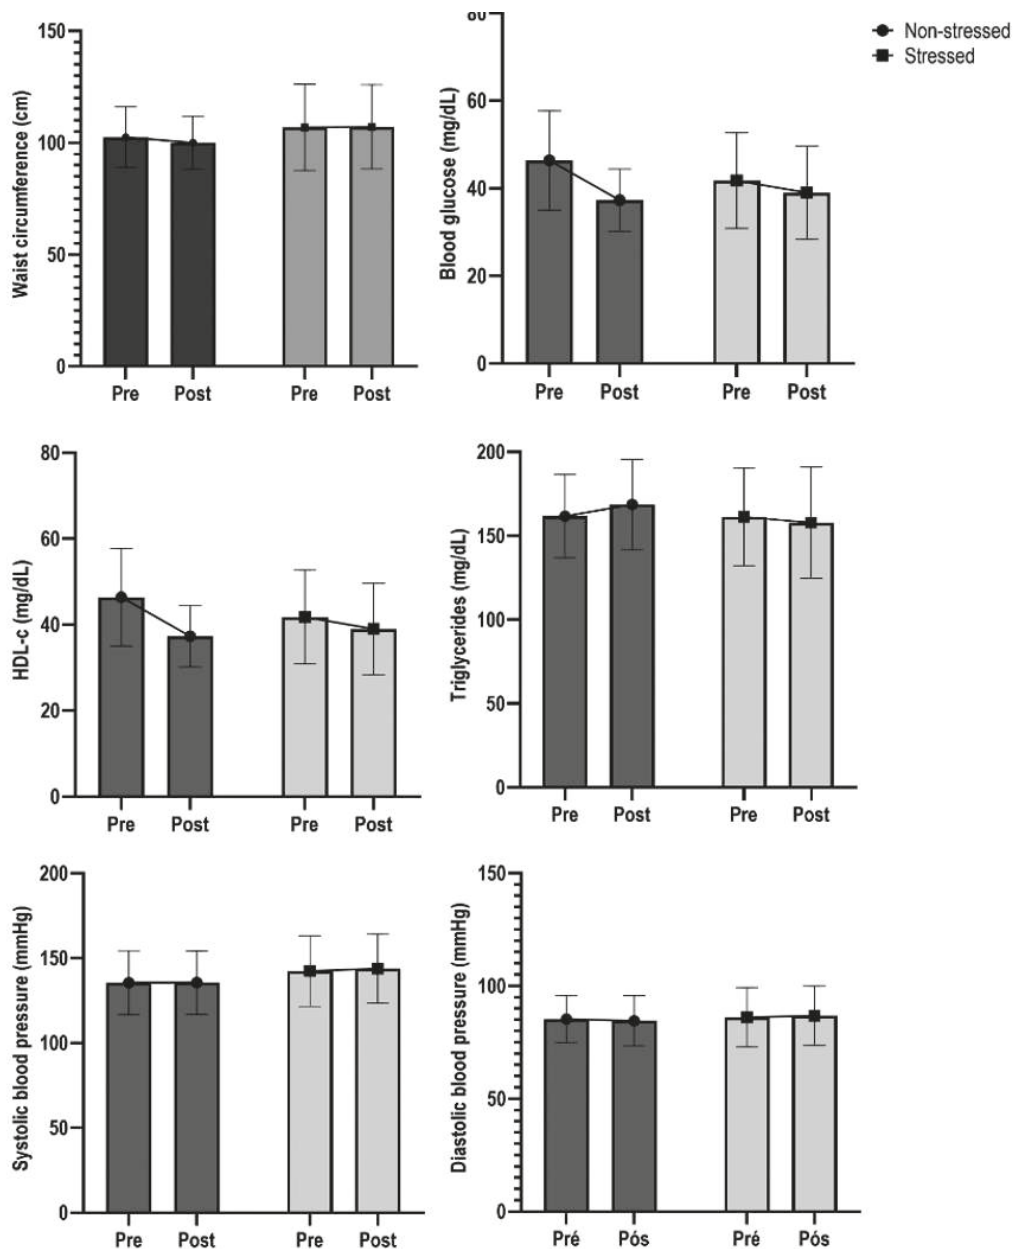 Non-stressed
Stressed
Waist circumference (cm)
150
100
50
0
Pre Post Pre Post
Blood glucose (mg/dL)
80
60
40
20
0
Pre Post Pre Post
HDL-c (mg/dL)
80
60
40
20
0
Pre Post Pre Post
Triglycerides (mg/dL)
200
150
100
50
0
Pre Post Pre Post
Systolic blood pressure (mmHg)
200
150
100
50
0
Pre Post Pre Post
Diastolic blood pressure (mmHg)
150
100
50
0
Pré Pós Pré Pós